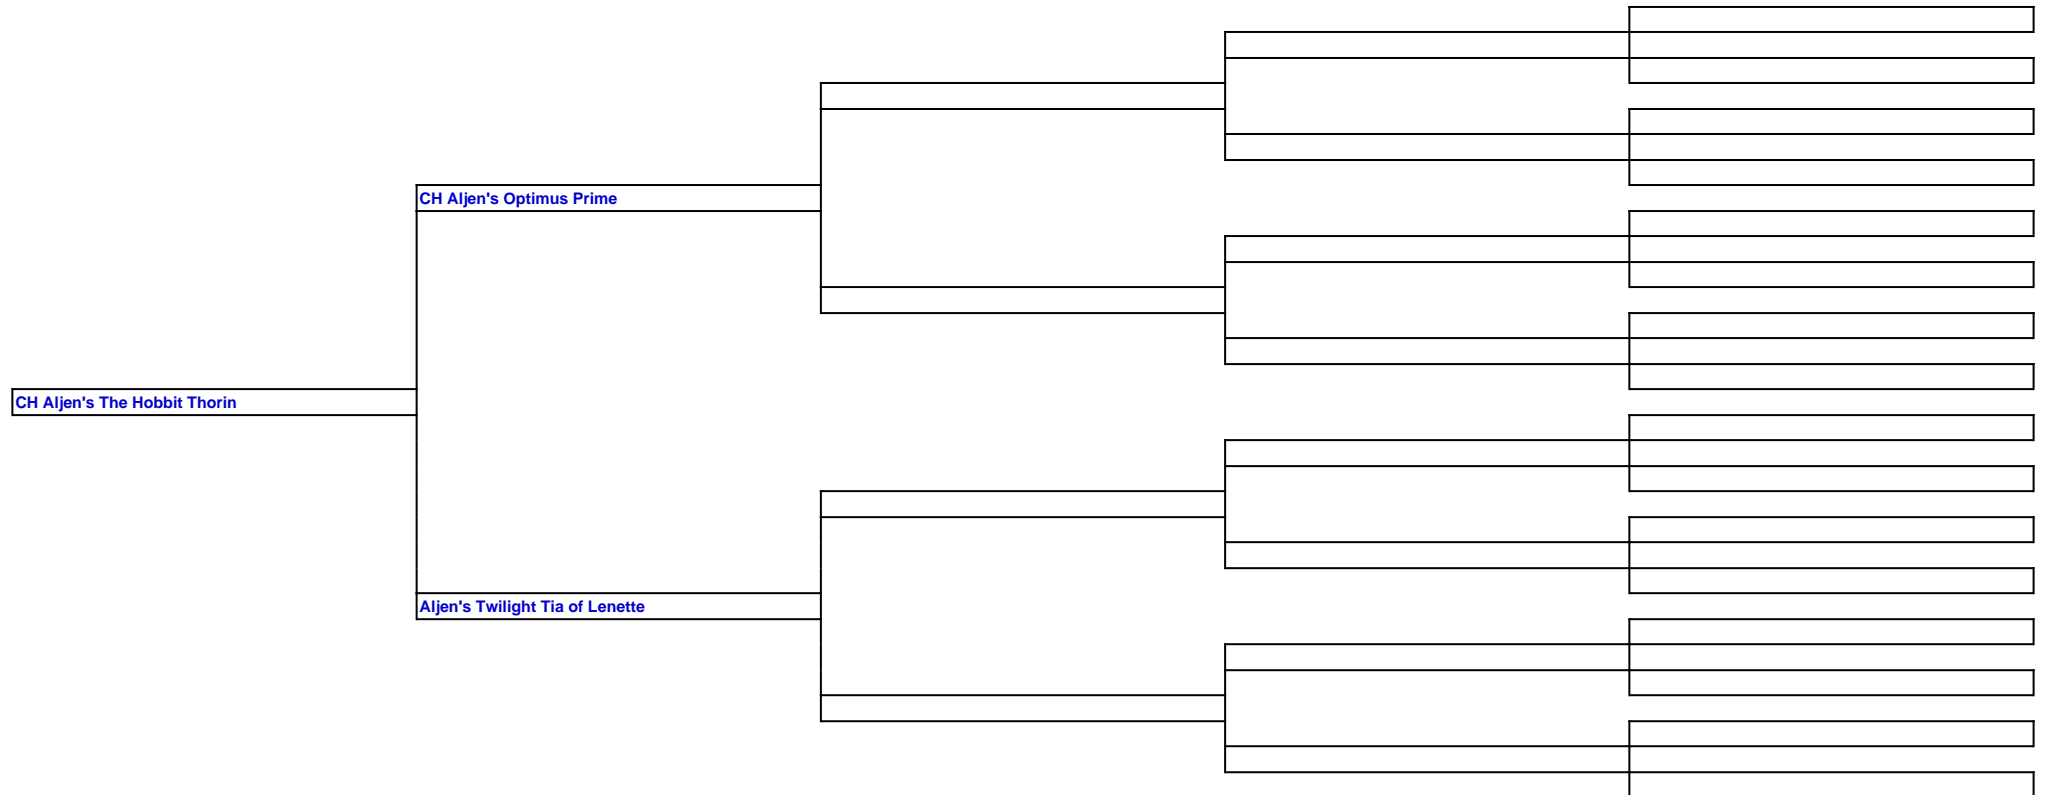 CH Aljen's Optimus Prime
CH Aljen's The Hobbit Thorin
Aljen's Twilight Tia of Lenette